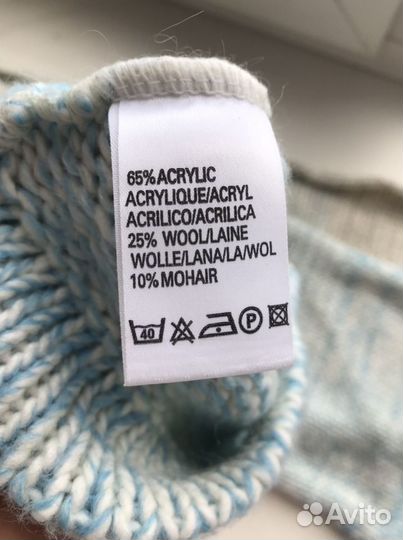 65% ACRYLIC
ACRYLIQUE/ACRYL
ACRILICO/ACRILICA
25% WOOL/LAINE
WOLLE/LANA/LA/WOL
10% MOHAIR
40 P
Avito